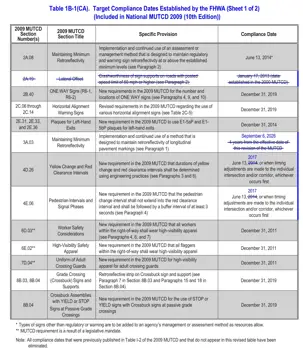 Table 1B-1(CA). Target Compliance Dates Established by the FHWA (Sheet 1 of 2)
(Included in National MUTCD 2009 (10th Edition))
2009 MUTCD
Section
Number(s)
2009 MUTCD
Section Title
Specific Provision
Compliance Date
2A.08
Maintaining Minimum
Retroreflectivity
Implementation and continued use of an assessment or
management method that is designed to maintain regulatory
and warning sign retroreflectivity at or above the established
minimum levels (see Paragraph 2)
June 13, 2014*
2A.19
Lateral Offset
Crashworthiness of sign supports on roads with posted
speed limit of 50 mph or higher (see Paragraph 2)
January 17, 2013 (date
established in the 2000 MUTCD)
2B.40
ONE WAY Signs (R6-1,
R6-2)
New requirements in the 2009 MUTCD for the number and
locations of ONE WAY signs (see Paragraphs 4, 9, and 10)
December 31, 2019
2C.06 through
2C.14
Horizontal Alignment
Warning Signs
Revised requirements in the 2009 MUTCD regarding the use of
various horizontal alignment signs (see Table 2C-5)
December 31, 2019
2E.31, 2E.33,
and 2E.36
Plaques for Left-Hand
Exits
New requirement in the 2009 MUTCD to use E1-5aP and E1-
5bP plaques for left-hand exits
December 31, 2014
3A.03
Maintaining Minimum
Retroreflectivity
Implementation and continued use of a method that is
designed to maintain retroreflectivity of longitudinal
pavement markings (see Paragraph 1)
September 6, 2026
4 years from the effective date of
this revision of the MUTCD
4D.26
Yellow Change and Red
Clearance Intervals
New requirement in the 2009 MUTCD that durations of yellow
change and red clearance intervals shall be determined
using engineering practices (see Paragraphs 3 and 6)
2017
June 13, 2014, or when timing
adjustments are made to the individual
intersection and/or corridor, whichever
occurs first
4E.06
Pedestrian Intervals and
Signal Phases
New requirement in the 2009 MUTCD that the pedestrian
change interval shall not extend into the red clearance
interval and shall be followed by a buffer interval of at least 3
seconds (see Paragraph 4)
2017
June 13, 2014, or when timing
adjustments are made to the individual
intersection and/or corridor, whichever
occurs first
6D.03**
Worker Safety
Considerations
New requirement in the 2009 MUTCD that all workers
within the right-of-way shall wear high-visibility apparel
(see Paragraphs 4, 6, and 7)
December 31, 2011
6E.02**
High-Visibility Safety
Apparel
New requirement in the 2009 MUTCD that all flaggers
within the right-of-way shall wear high-visibility apparel
December 31, 2011
7D.04**
Uniform of Adult
Crossing Guards
New requirement in the 2009 MUTCD for high-visibility
apparel for adult crossing guards
December 31, 2011
8B.03, 8B.04
Grade Crossing
(Crossbuck) Signs and
Supports
Retroreflective strip on Crossbuck sign and support (see
Paragraph 7 in Section 8B.03 and Paragraphs 15 and 18 in
Section 8B.04)
December 31, 2019
8B.04
Crossbuck Assemblies
with YIELD or STOP
Signs at Passive Grade
Crossings
New requirement in the 2009 MUTCD for the use of STOP or
YIELD signs with Crossbuck signs at passive grade
crossings
December 31, 2019
* Types of signs other than regulatory or warning are to be added to an agency's management or assessment method as resources allow.
** MUTCD requirement is a result of a legislative mandate.
Note: All compliance dates that were previously published in Table I-2 of the 2009 MUTCD and that do not appear in this revised table have been
eliminated.